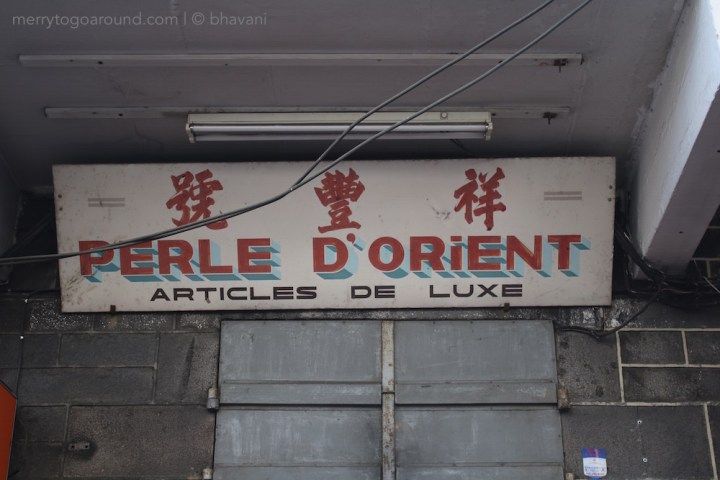 merrytogoaround.com | © bhavani
號豐祥
PERLE D'ORiENT
ARTICLES DE LUXE